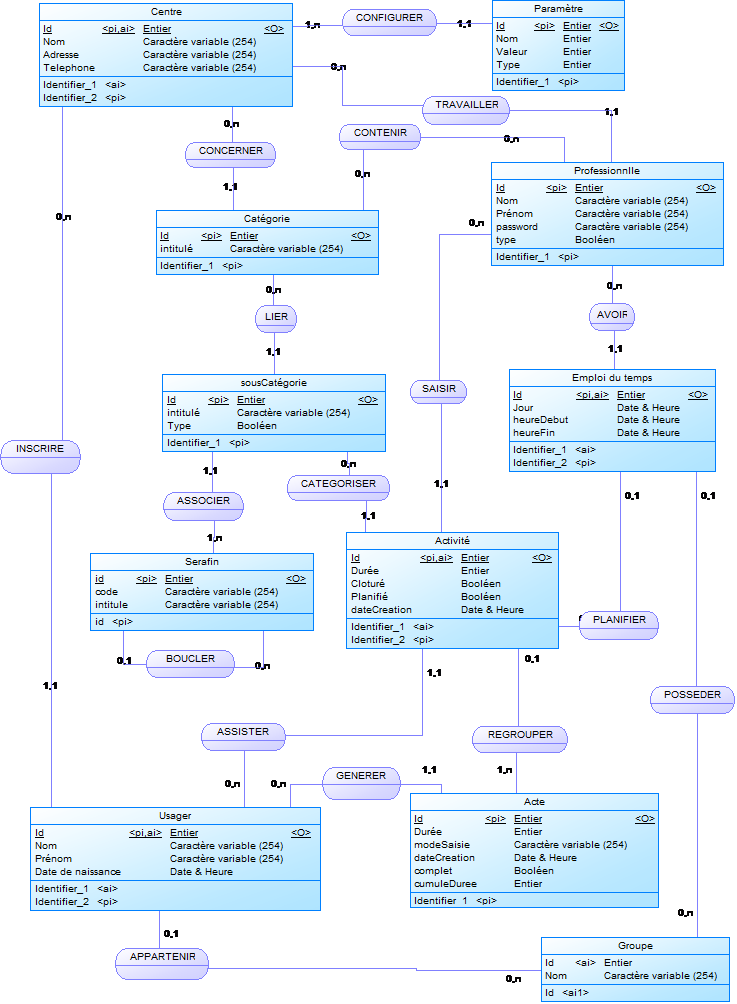 Centre
Id <pi,ai> Entier <O>
Nom Caractère variable (254)
Adresse Caractère variable (254)
Telephone Caractère variable (254)
Identifier_1 <ai>
Identifier_2 <pi>
1,n
CONFIGURER
1,1
Paramètre
Id <pi> Entier <O>
Nom Entier
Valeur Entier
Type Entier
Identifier_1 <pi>
0,n
TRAVAILLER
1,1
0,n
CONCERNER
1,1
CONTENIR
0,n
0,n
Professionnlle
Id <pi> Entier <O>
Nom Caractère variable (254)
Prénom Caractère variable (254)
password Caractère variable (254)
type Booléen
Identifier_1 <pi>
0,n
Catégorie
Id <pi> Entier <O>
intitulé Caractère variable (254)
Identifier_1 <pi>
0,n
0,n
LIER
1,1
0,n
AVOIR
1,1
sousCatégorie
Id <pi> Entier <O>
intitulé Caractère variable (254)
Type Booléen
Identifier_1 <pi>
SAISIR
1,1
Emploi du temps
Id <pi,ai> Entier <O>
Jour Date & Heure
heureDebut Date & Heure
heureFin Date & Heure
Identifier_1 <ai>
Identifier_2 <pi>
INSCRIRE
1,1
1,1
ASSOCIER
1,n
0,n
CATEGORISER
1,1
0,1
0,1
Serafin
id <pi> Entier <O>
code Caractère variable (254)
intitule Caractère variable (254)
id <pi>
0,1
BOUCLER
0,n
Activité
Id <pi,ai> Entier <O>
Durée Entier
Cloturé Booléen
Planifié Booléen
dateCreation Date & Heure
Identifier_1 <ai>
Identifier_2 <pi>
PLANIFIER
1,1
0,1
POSSEDER
0,n
ASSISTER
0,n
REGROUPER
1,n
0,n
GENERER
1,1
Usager
Id <pi,ai> Entier <O>
Nom Caractère variable (254)
Prénom Caractère variable (254)
Date de naissance Date & Heure
Identifier_1 <ai>
Identifier_2 <pi>
Acte
Id <pi> Entier <O>
Durée Entier
modeSaisie Caractère variable (254)
dateCreation Date & Heure
complet Booléen
cumuleDuree Entier
Identifier_1 <pi>
0,1
APPARTENIR
0,n
Groupe
Id <ai> Entier
Nom Caractère variable (254)
Id <ai1>